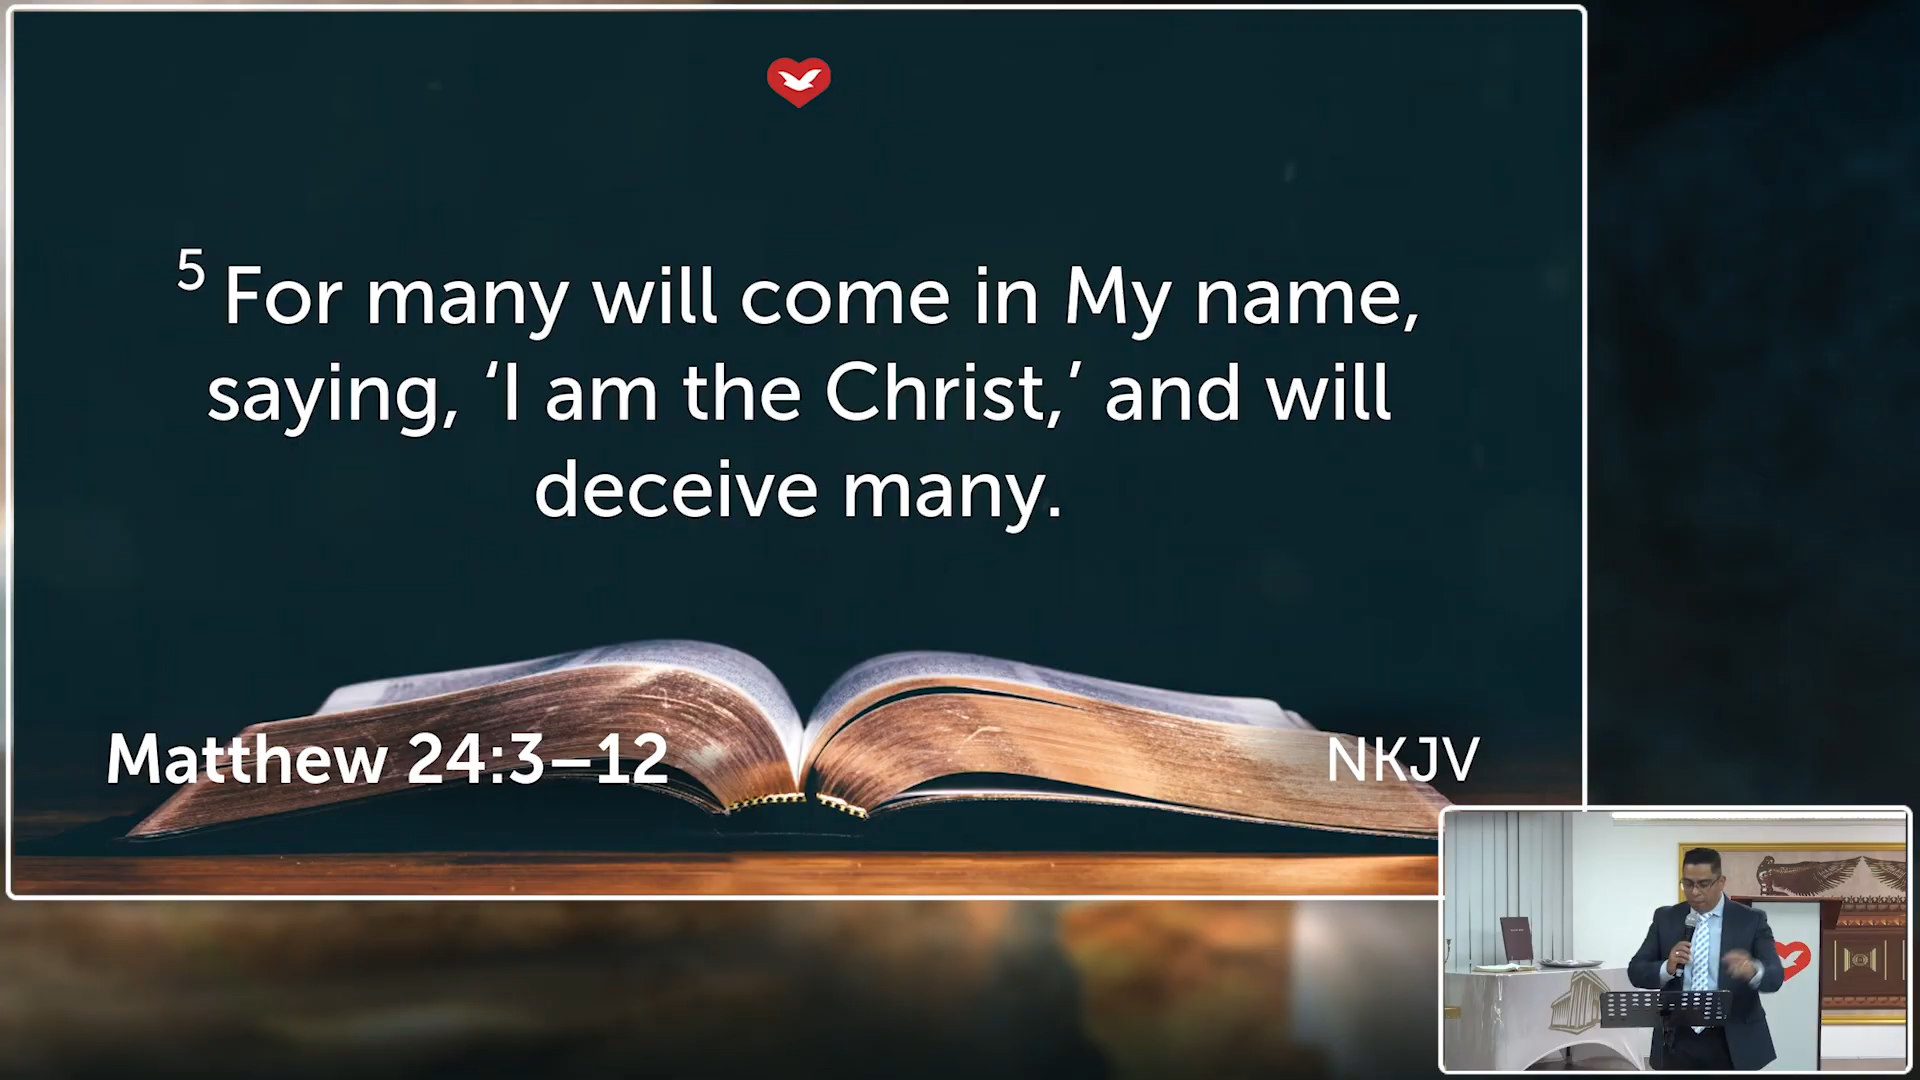 5 For many will come in My name,
saying, ‘I am the Christ,’ and will
deceive many.
Matthew 24:3–12
NKJV